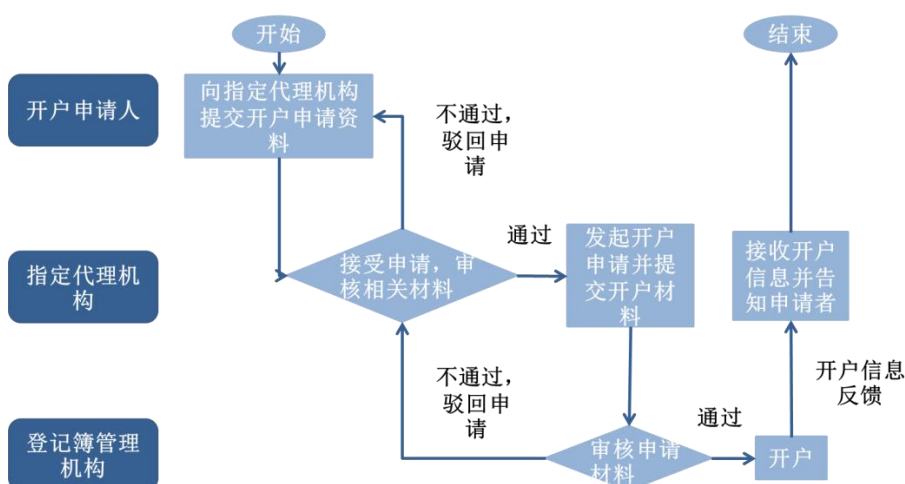 开始
结束
开户申请人
向指定代理机构
提交开户申请资
料
不通过，
驳回申
请
指定代理机
构
接受申请，审
核相关材料
通过
发起开户
申请并提
交开户材
料
接收开户
信息并告
知申请者
不通过，
驳回申
请
开户信息
反馈
登记簿管理
机构
审核申请
材料
通过
开户